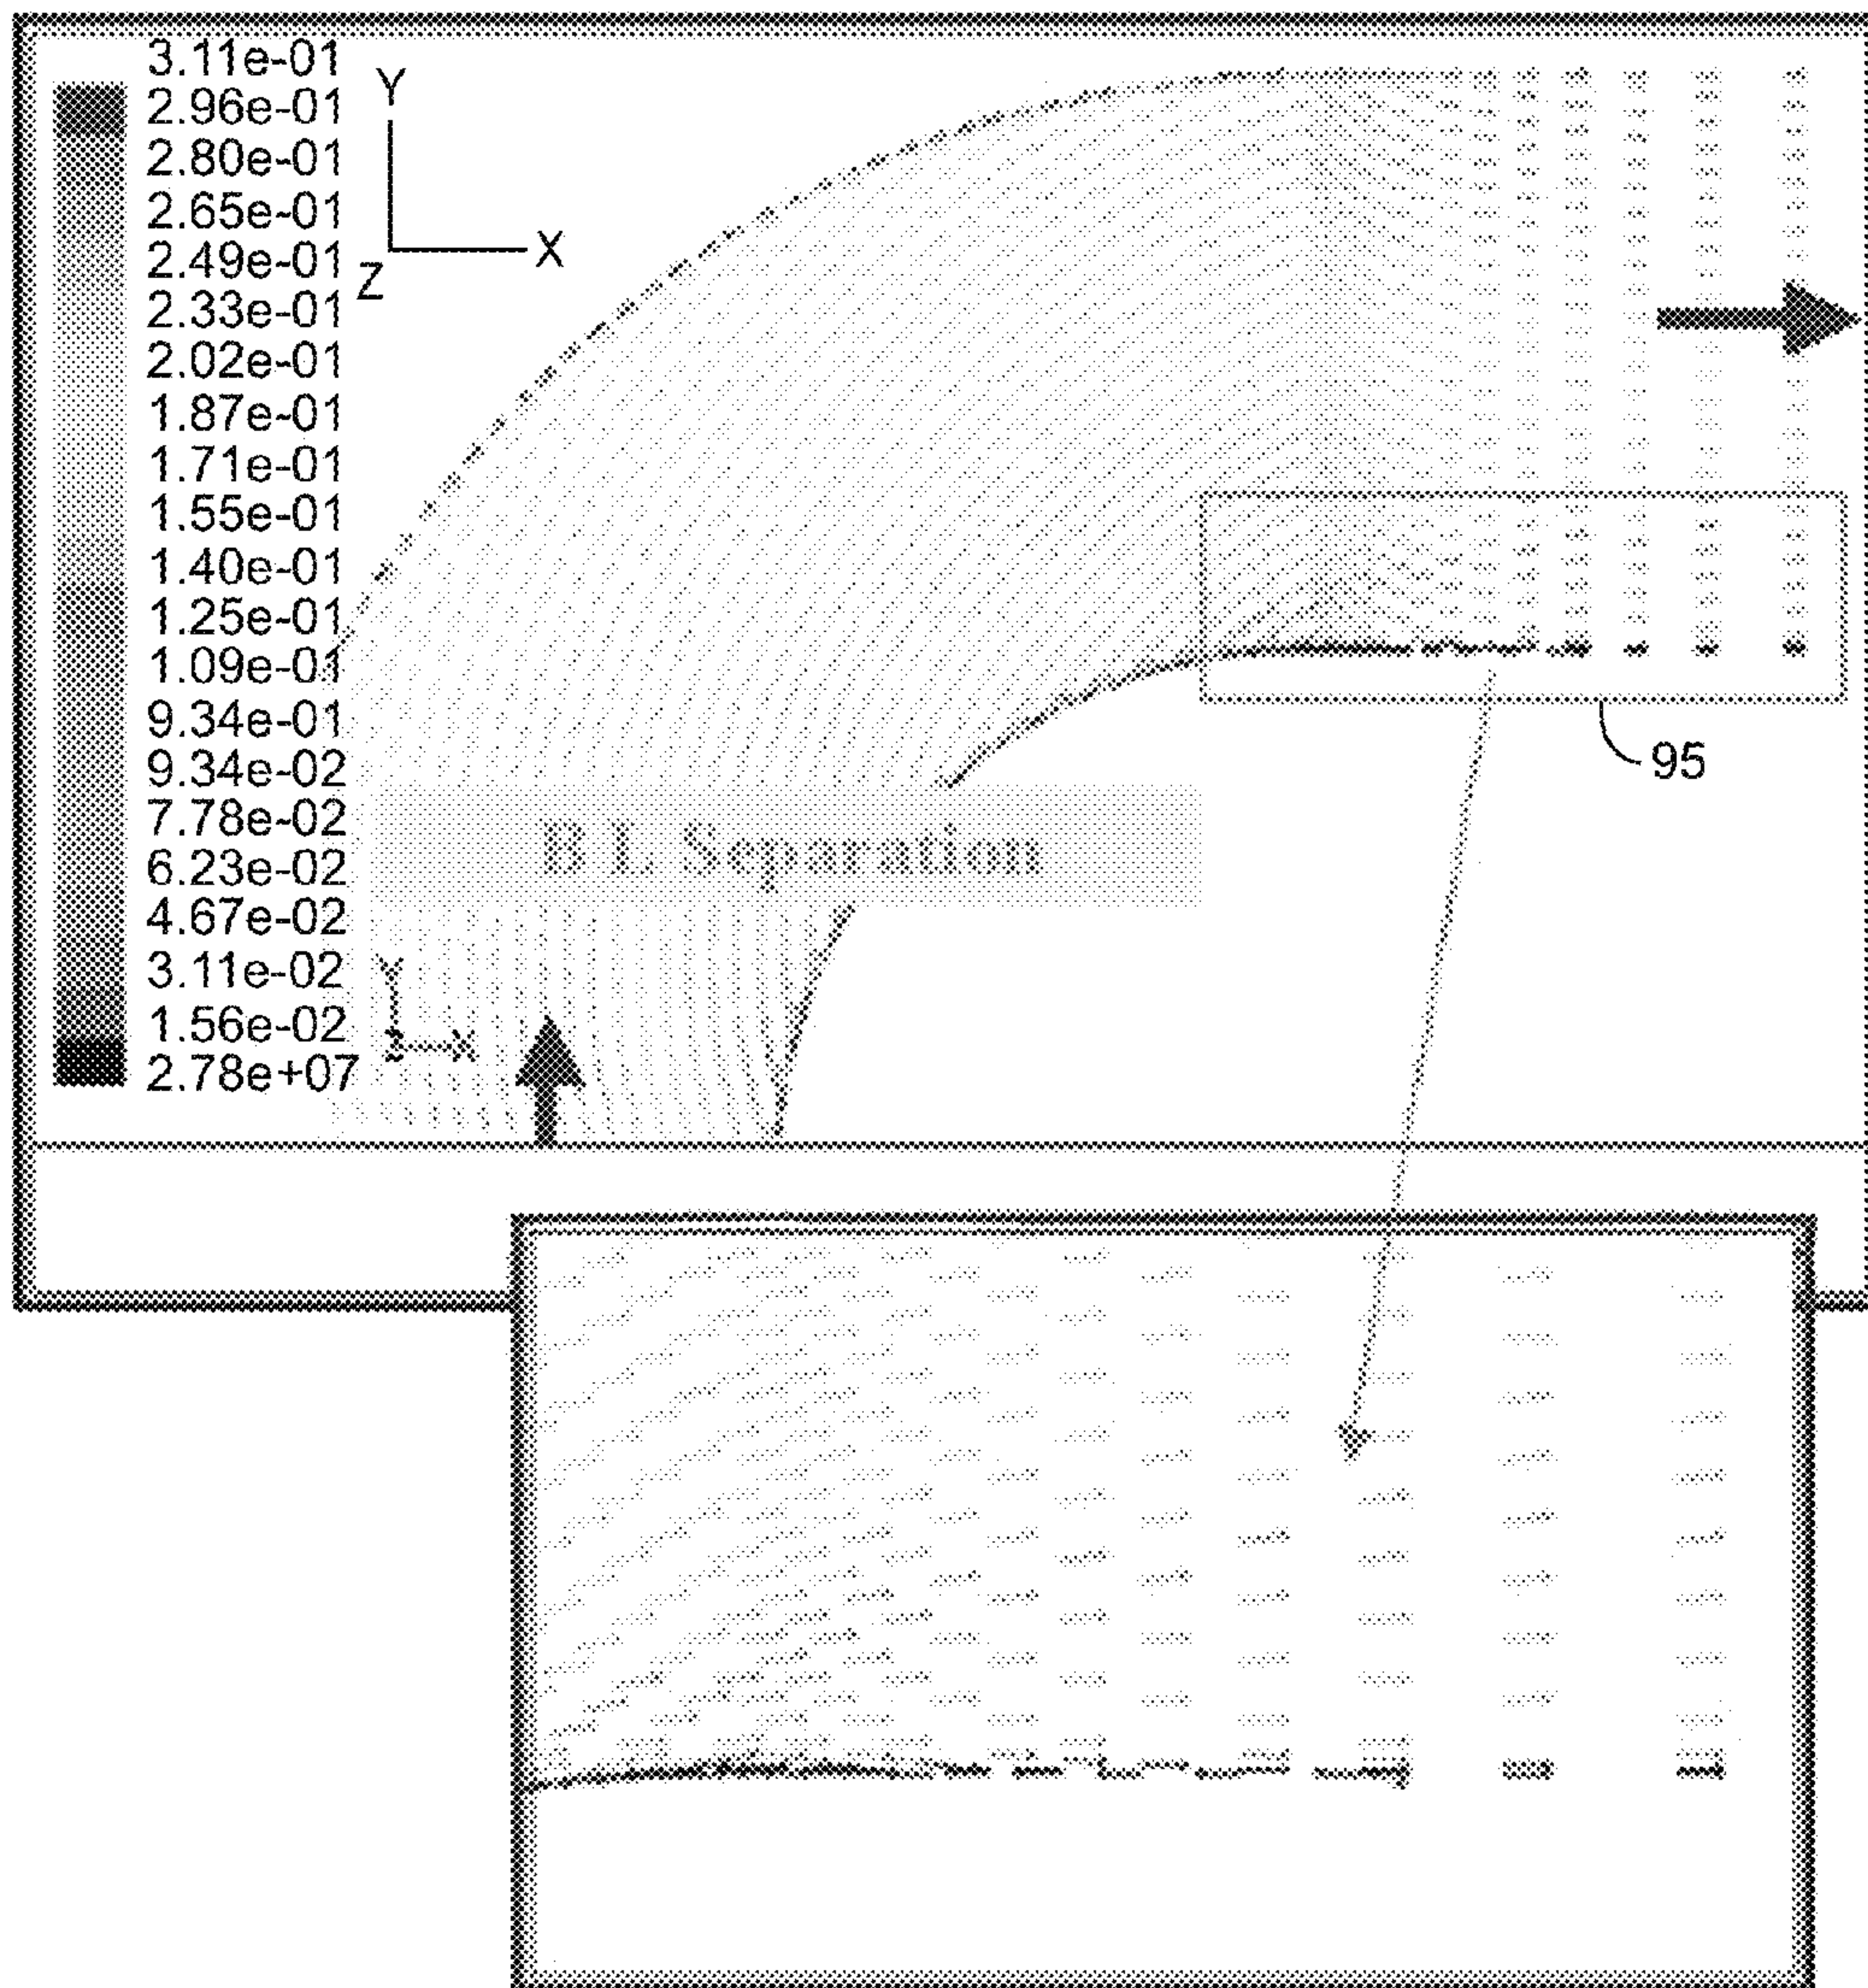 3.11e-01
2.96e-01
2.80e-01
2.65e-01
2.49e-01
2.33e-01
2.02e-01
1.87e-01
1.71e-01
1.55e-01
1.40e-01
1.25e-01
1.09e-01
9.34e-01
9.34e-02
7.78e-02
6.23e-02
4.67e-02
3.11e-02
1.56e-02
2.78e+07
Y
X
Z
95
B L Separation
Y
X
Z